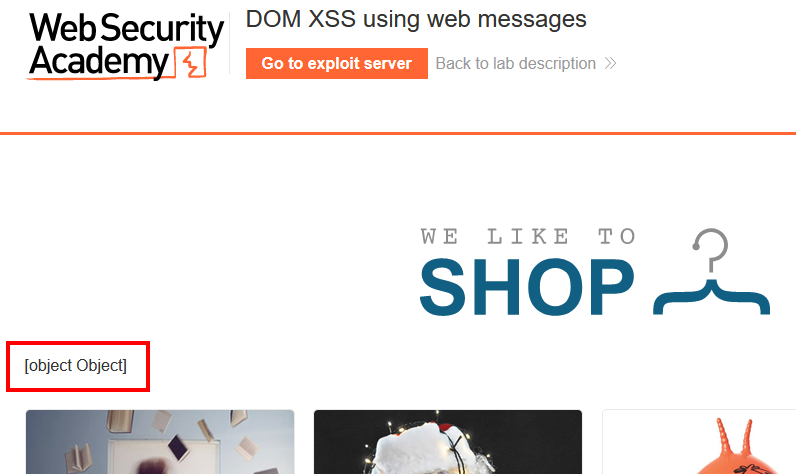 Web Security
Academy
DOM XSS using web messages
Go to exploit server
Back to lab description
WE LIKE TO
SHOP
[object Object]